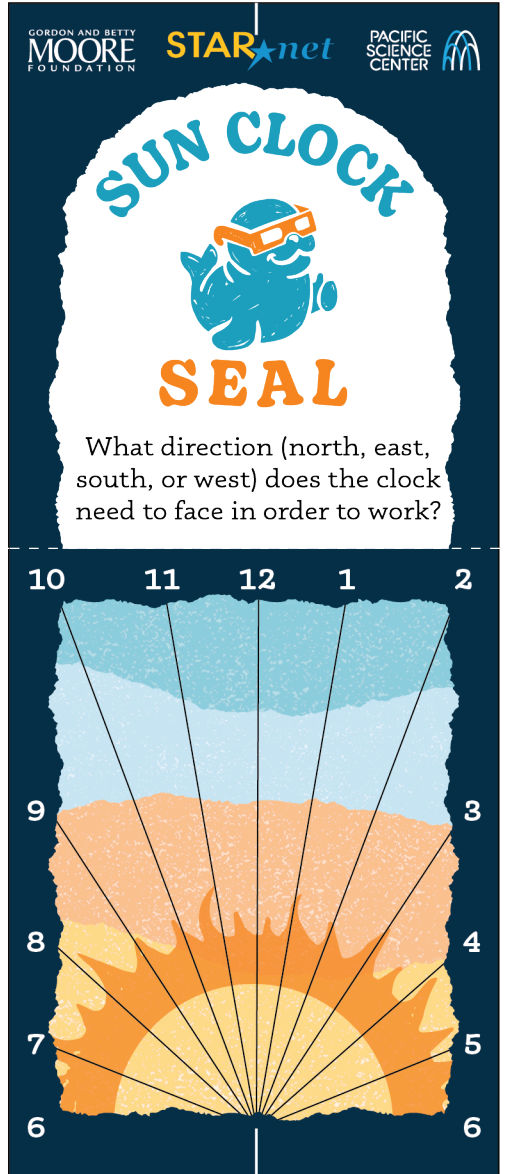 GORDON AND BETTY
MOORE
FOUNDATION
STAR net
PACIFIC
SCIENCE
CENTER
SUN CLOCK
SEAL
What direction (north, east,
south, or west) does the clock
need to face in order to work?
10 11 12 1 2
9 3
8 4
7 5
6 6